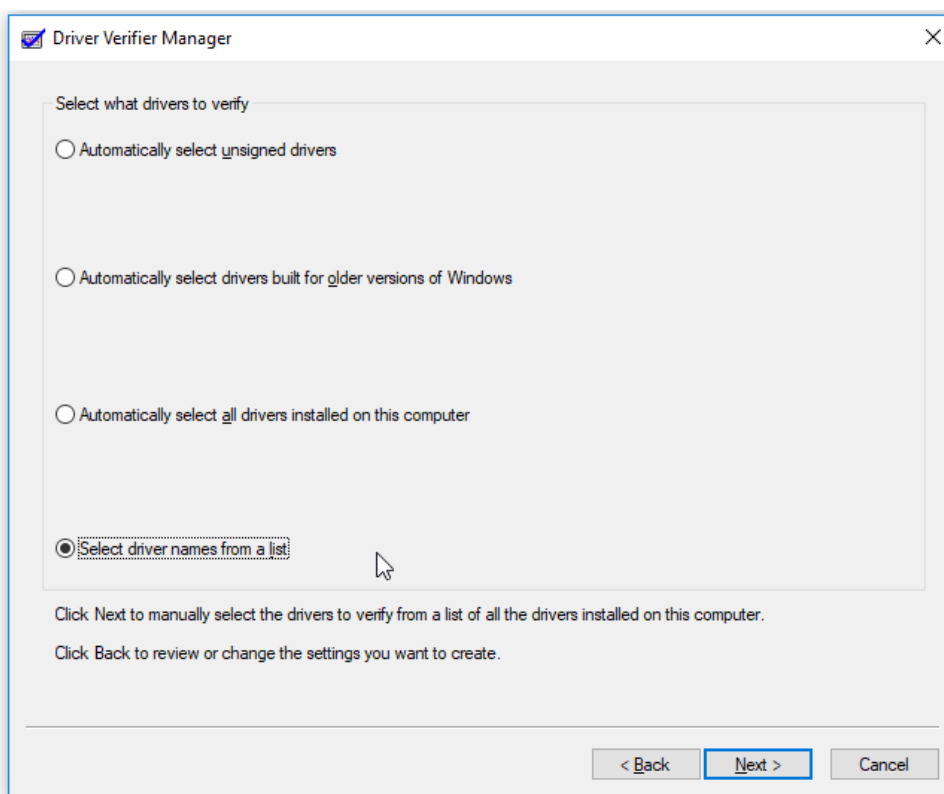 Driver Verifier Manager
Select what drivers to verify
Automatically select unsigned drivers
Automatically select drivers built for older versions of Windows
Automatically select all drivers installed on this computer
Select driver names from a list
Click Next to manually select the drivers to verify from a list of all the drivers installed on this computer.
Click Back to review or change the settings you want to create.
< Back Next > Cancel